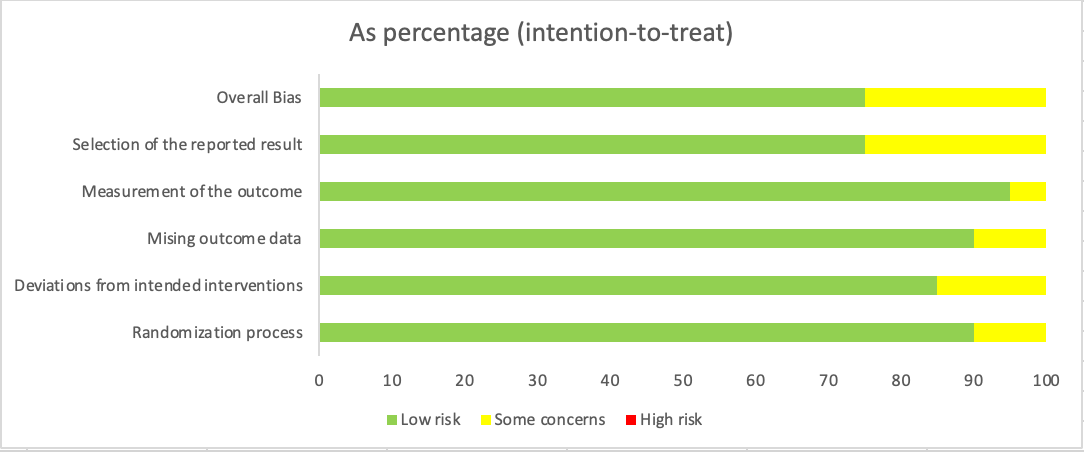 As percentage (intention-to-treat)
Overall Bias
Selection of the reported result
Measurement of the outcome
Mising outcome data
Deviations from intended interventions
Randomization process
0 10 20 30 40 50 60 70 80 90 100
Low risk Some concerns High risk